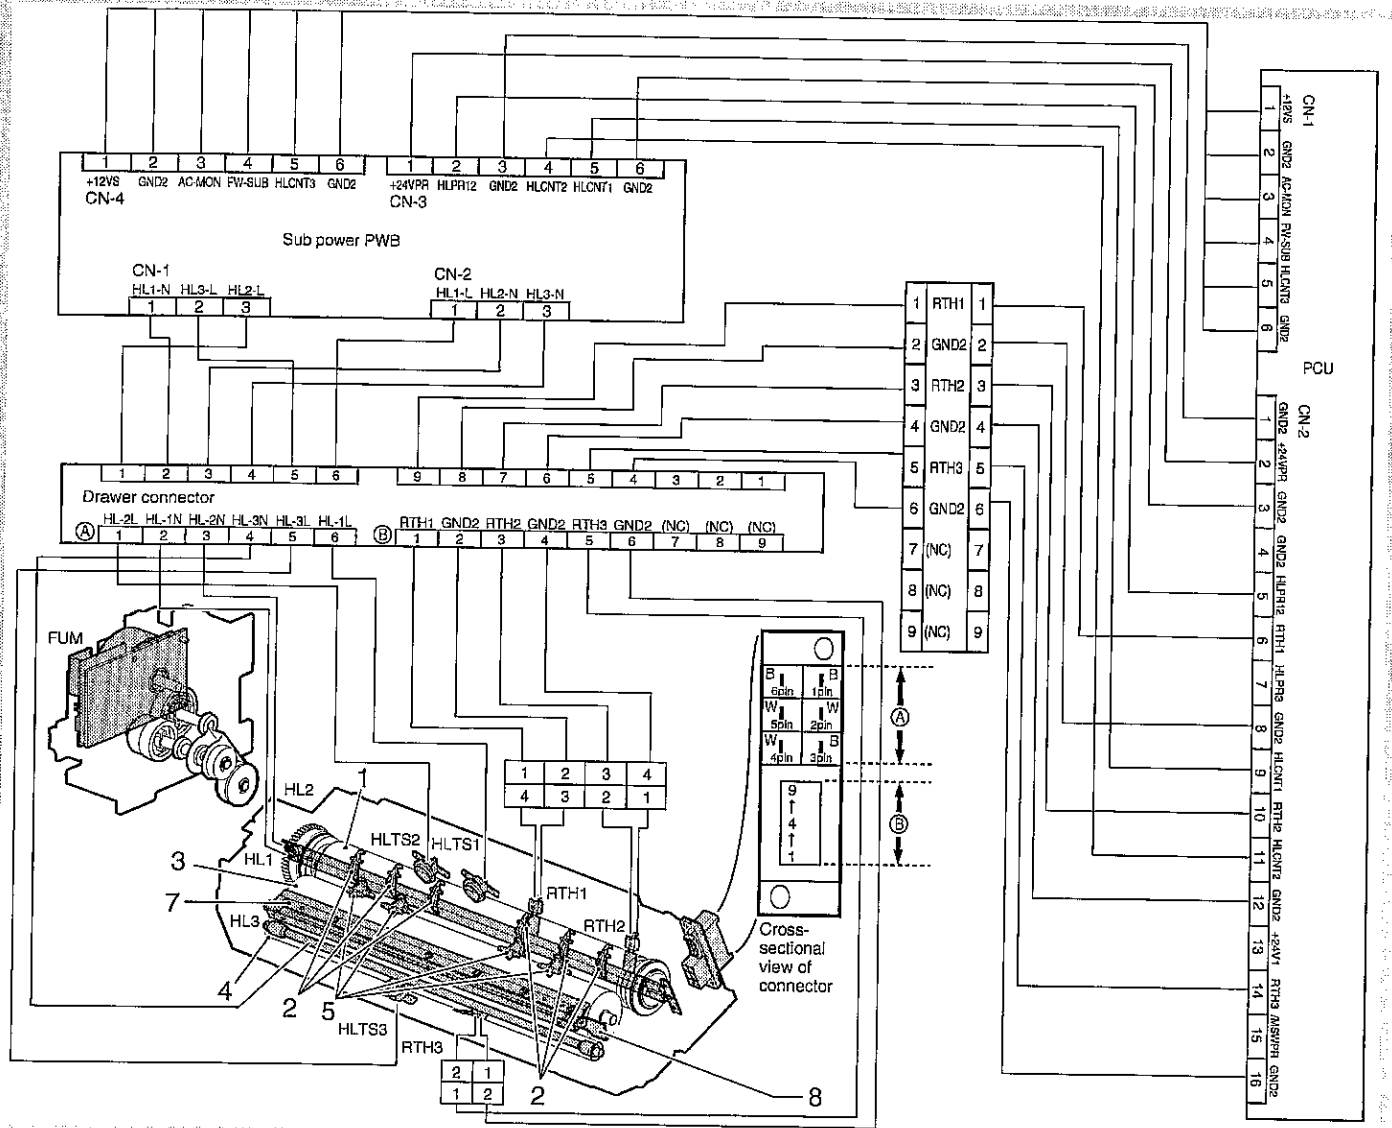 1 2 3 4 5 6
+12VS GND2 AC-MON FW-SUB HLCNT3 GND2
CN-4
1 2 3 4 5 6
+24VPR HLPR12 GND2 HLCNT2 HLCNT1 GND2
CN-3
Sub power PWB
CN-1
HL1-N HL3-L HL2-L
1 2 3
CN-2
HL1-L HL2-N HL3-N
1 2 3
1 2 3 4 5 6
9 8 7 6 5 4 3 2 1
Drawer connector
HL-2L HL-1N HL-2N HL-3N HL-3L HL-1L
A 1 2 3 4 5 6
RTH1 GND2 RTH2 GND2 RTH3 GND2 (NC) (NC) (NC)
B 1 2 3 4 5 6 7 8 9
1 RTH1 1
2 GND2 2
3 RTH2 3
4 GND2 4
5 RTH3 5
6 GND2 6
7 (NC) 7
8 (NC) 8
9 (NC) 9
CN-1
1 +12VS
2 GND2
3 AC-MON
4 FW-SUB
5 HLCNT3
6 GND2
PCU
CN-2
1 GND2
2 +24VPR
3 GND2
4 GND2
5 HLPR12
6 RTH1
7 HLPR3
8 GND2
9 HLCNT1
10 RTH2
11 HLCNT2
12 GND2
13 +24V1
14 RTH3
15 /MSWPR
16 GND2
FUM
B 6pin 1pin B
W 5pin 2pin W
W 4pin 3pin B
A
9
4
1
B
Cross-
sectional
view of
connector
1 2 3 4
4 3 2 1
HL2
1
HLTS2
HLTS1
HL1
3
7
HL3
4
RTH1
RTH2
2
5
HLTS3
RTH3
2
8
2 1
1 2